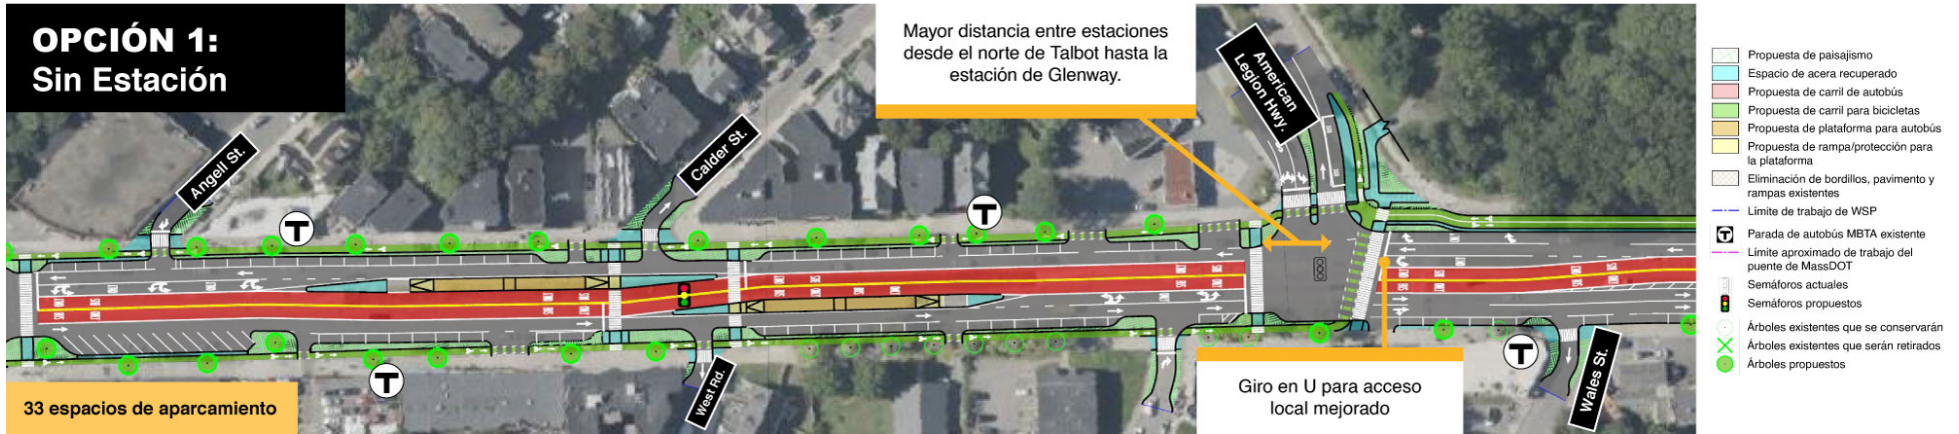 OPCIÓN 1:
Sin Estación
Mayor distancia entre estaciones
desde el norte de Talbot hasta la
estación de Glenway.
American
Legion Hwy.
Angell St.
Calder St.
T
T
T
T
West Rd.
Wales St.
33 espacios de aparcamiento
Giro en U para acceso
local mejorado
Propuesta de paisajismo
Espacio de acera recuperado
Propuesta de carril de autobús
Propuesta de carril para bicicletas
Propuesta de plataforma para autobús
Propuesta de rampa/protección para
la plataforma
Eliminación de bordillos, pavimento y
rampas existentes
Límite de trabajo de WSP
T
Parada de autobús MBTA existente
Límite aproximado de trabajo del
puente de MassDOT
Semáforos actuales
Semáforos propuestos
Árboles existentes que se conservarán
Árboles existentes que serán retirados
Árboles propuestos